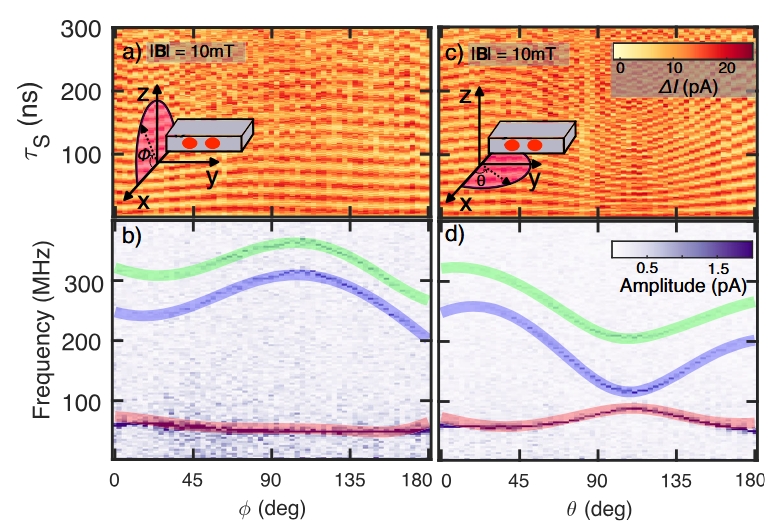 300
200
100
τS (ns)
a) |B| = 10mT
z
ϕ
x
y
c) |B| = 10mT
0 10 20
ΔI (pA)
z
θ
x
y
b)
d)
0.5 1.5
Amplitude (pA)
Frequency (MHz)
300
200
100
0 45 90 135 180
ϕ (deg)
0 45 90 135 180
θ (deg)